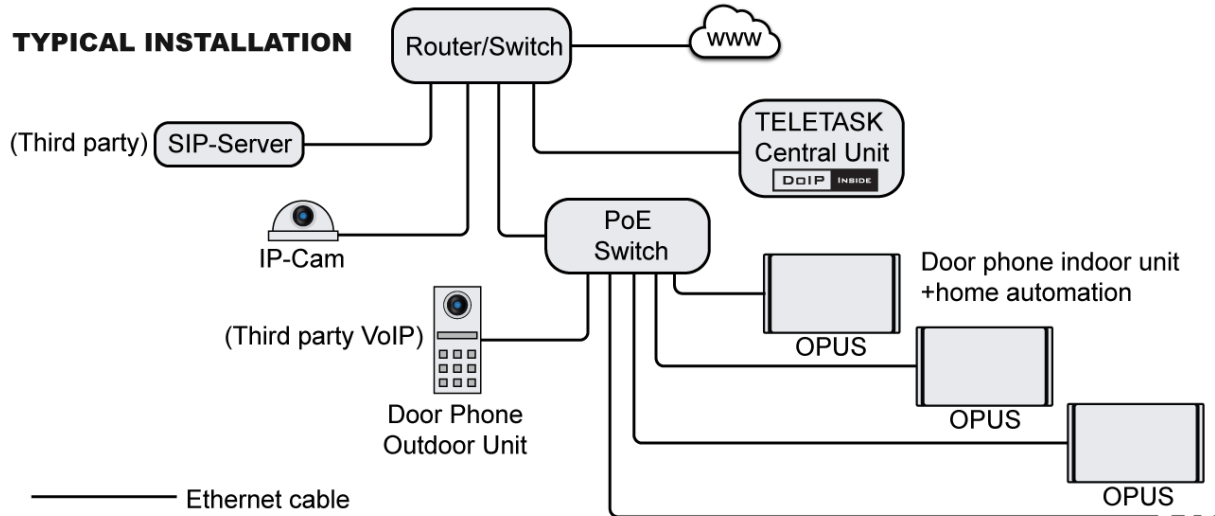 TYPICAL INSTALLATION
Router/Switch
www
(Third party)
SIP-Server
TELETASK
Central Unit
DoIP INSIDE
IP-Cam
PoE
Switch
Door phone indoor unit
+home automation
OPUS
(Third party VoIP)
OPUS
Door Phone
Outdoor Unit
OPUS
Ethernet cable